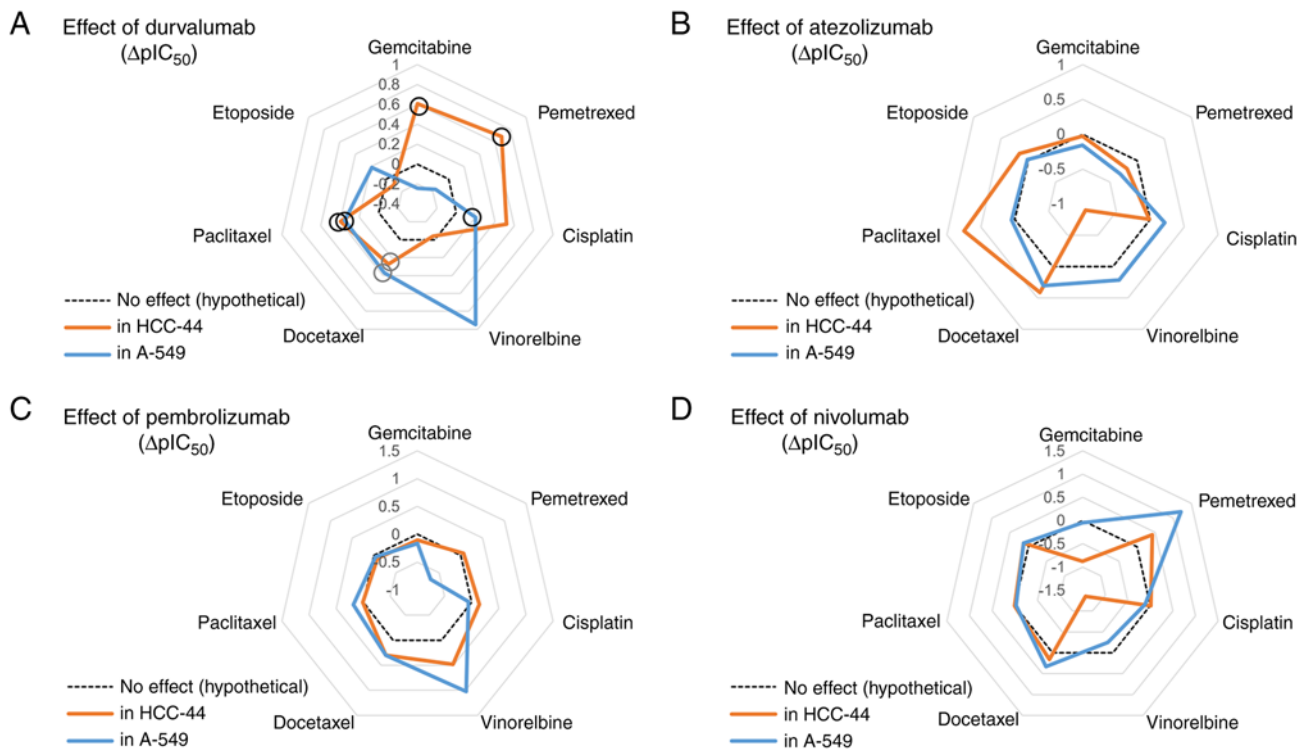 A
Effect of durvalumab
(ΔpIC50)
Gemcitabine
Pemetrexed
Cisplatin
Vinorelbine
Docetaxel
Paclitaxel
Etoposide
1
0.8
0.6
0.4
0.2
0
-0.2
-0.4
No effect (hypothetical)
in HCC-44
in A-549
B
Effect of atezolizumab
(ΔpIC50)
Gemcitabine
Pemetrexed
Cisplatin
Vinorelbine
Docetaxel
Paclitaxel
Etoposide
1
0.5
0
-0.5
-1
No effect (hypothetical)
in HCC-44
in A-549
C
Effect of pembrolizumab
(ΔpIC50)
Gemcitabine
Pemetrexed
Cisplatin
Vinorelbine
Docetaxel
Paclitaxel
Etoposide
1.5
1
0.5
0
-0.5
-1
No effect (hypothetical)
in HCC-44
in A-549
D
Effect of nivolumab
(ΔpIC50)
Gemcitabine
Pemetrexed
Cisplatin
Vinorelbine
Docetaxel
Paclitaxel
Etoposide
1.5
1
0.5
0
-0.5
-1
-1.5
No effect (hypothetical)
in HCC-44
in A-549